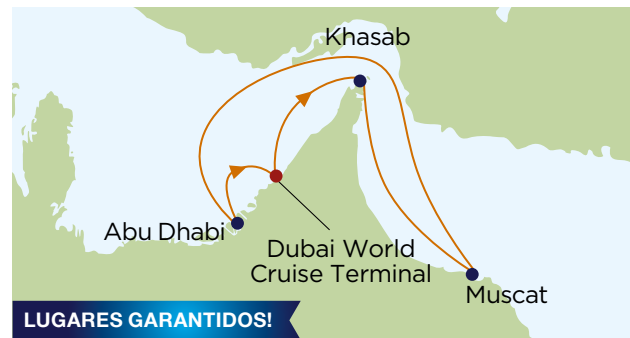 Khasab
Abu Dhabi
Dubai World
Cruise Terminal
Muscat
LUGARES GARANTIDOS!